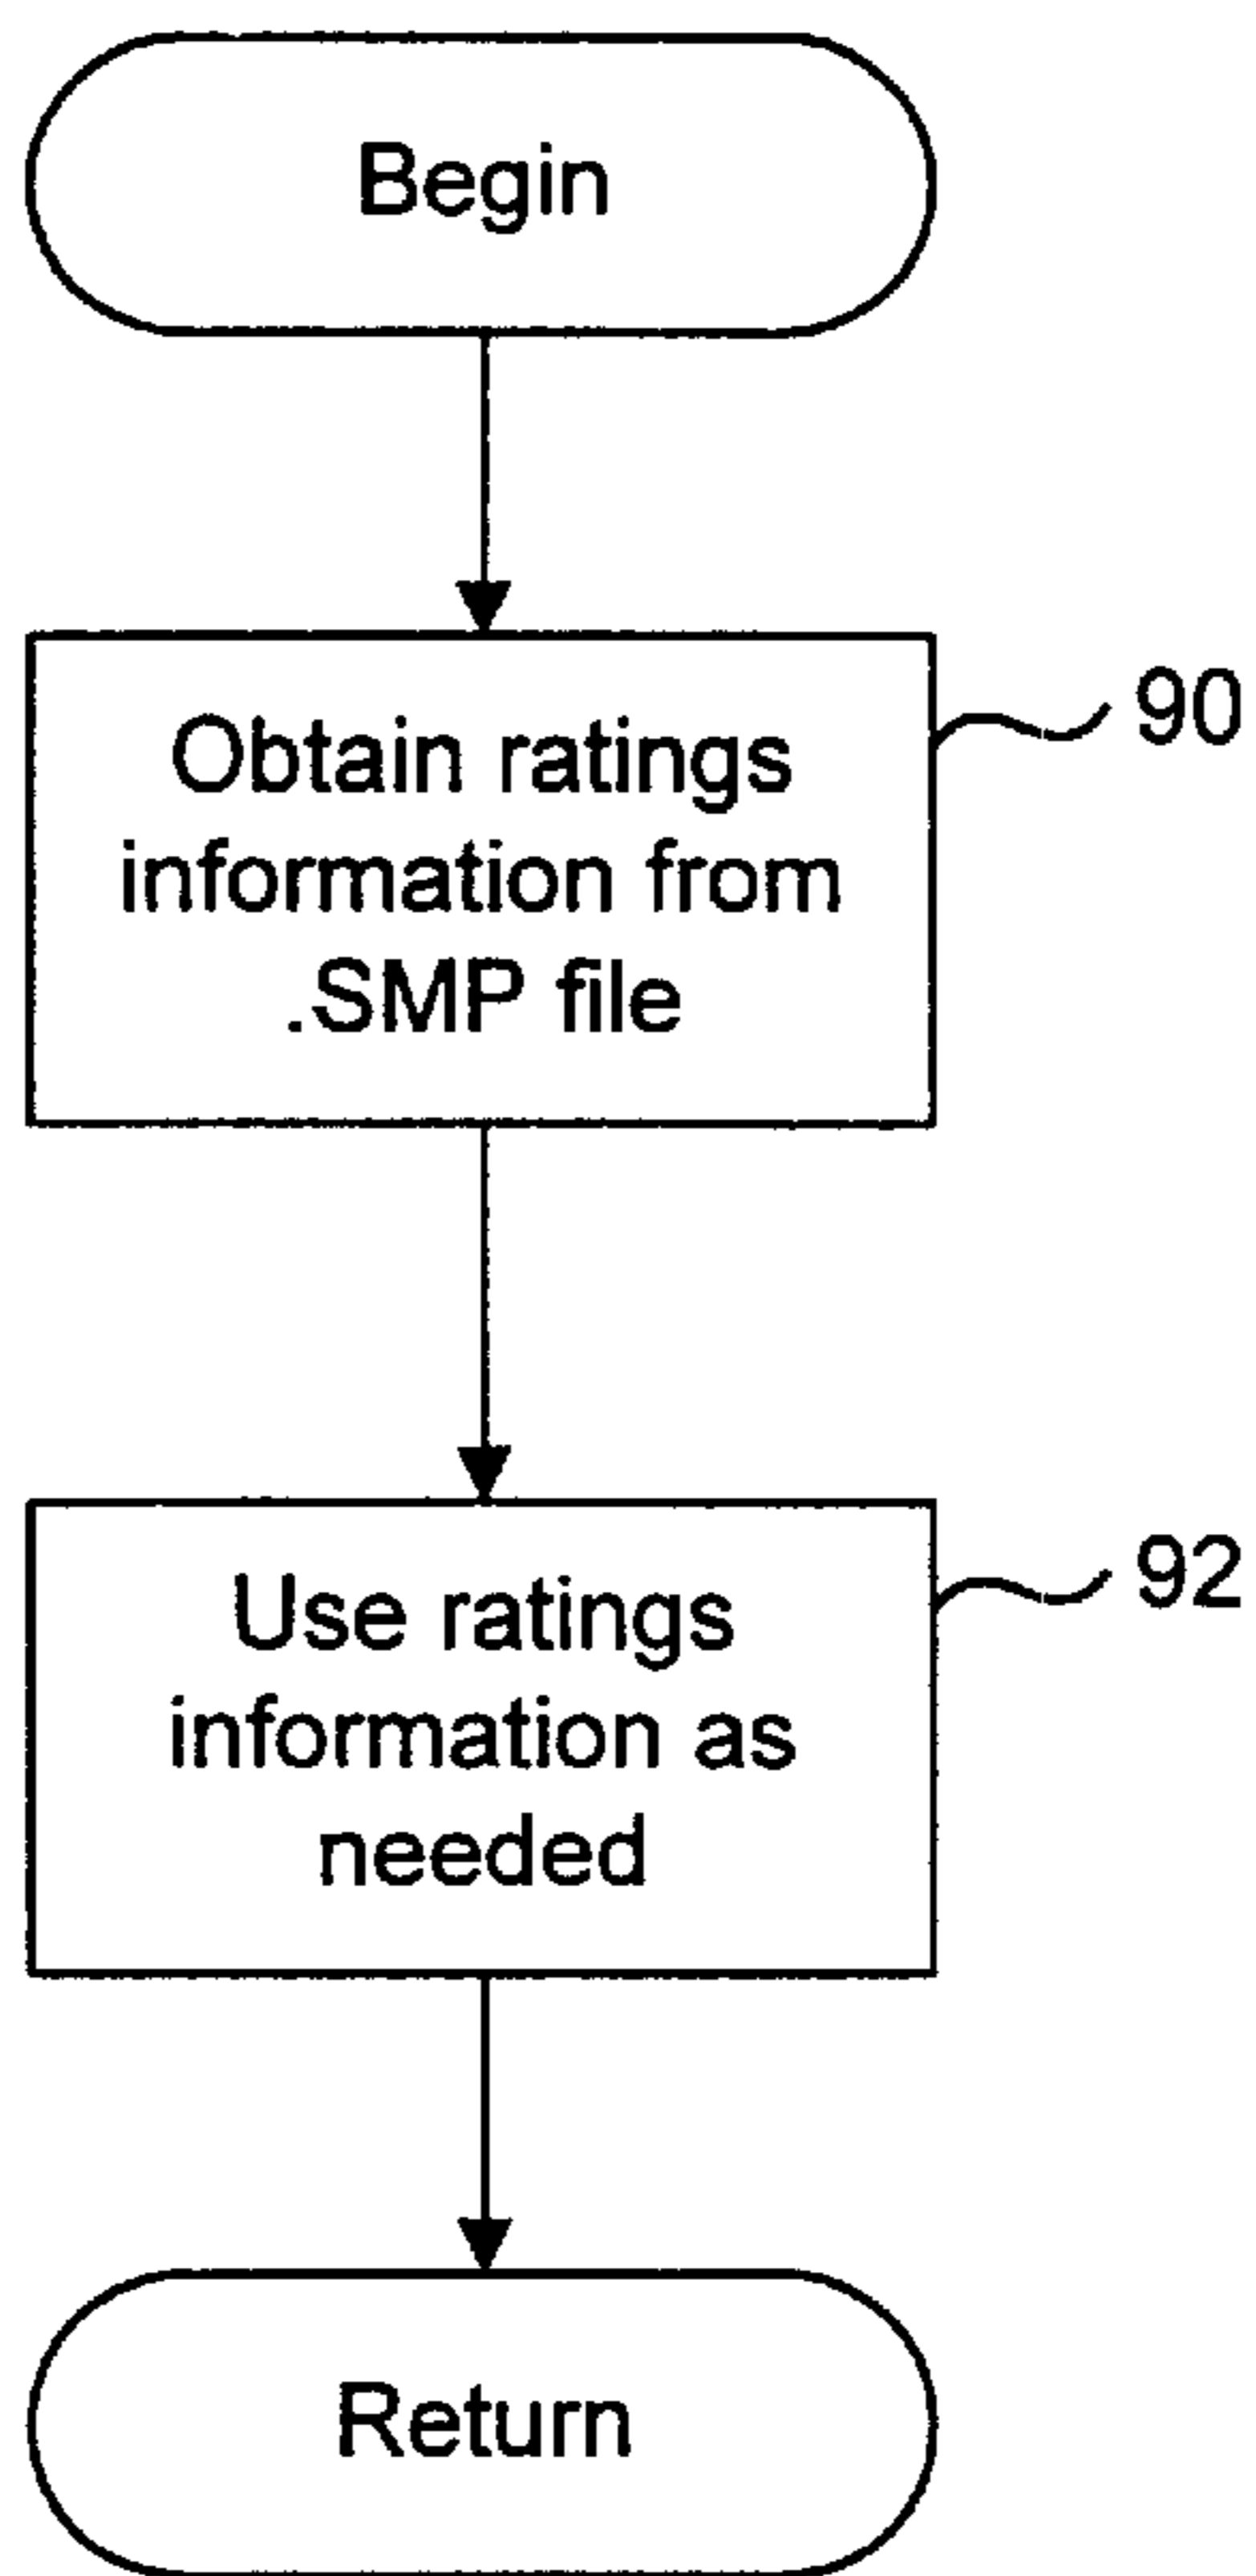 Begin
Obtain ratings
90
information from
.SMP file
Use ratings
92
information as
needed
Return